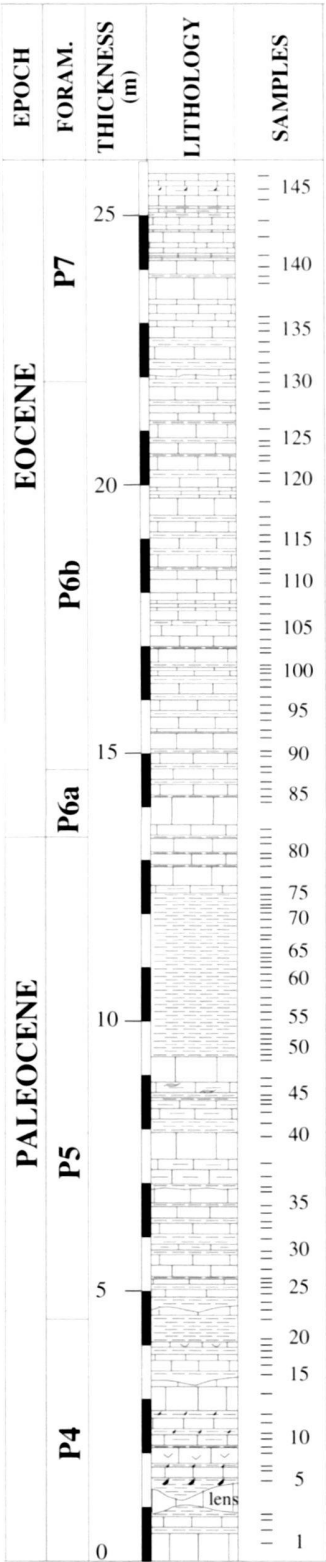 EPOCH
FORAM.
THICKNESS
(m)
LITHOLOGY
SAMPLES
EOCENE
PALEOCENE
P7
P6b
P6a
P5
P4
25
20
15
10
5
0
lens
145
140
135
130
125
120
115
110
105
100
95
90
85
80
75
70
65
60
55
50
45
40
35
30
25
20
15
10
5
1